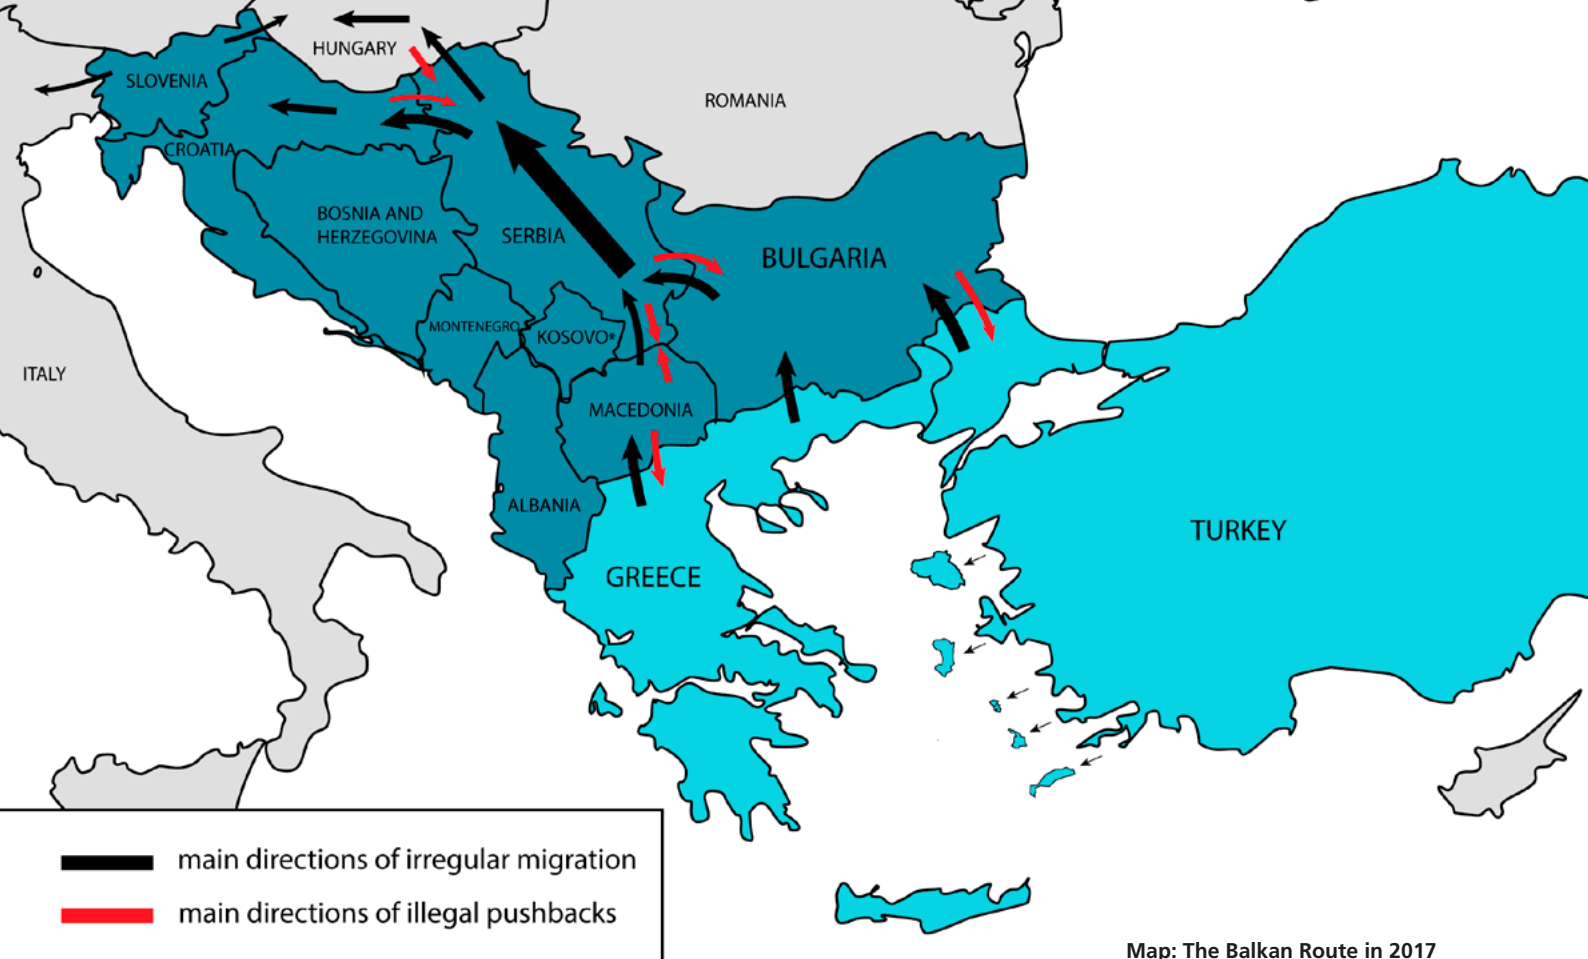 HUNGARY
SLOVENIA
ROMANIA
CROATIA
BOSNIA AND
HERZEGOVINA
SERBIA
BULGARIA
MONTENEGRO
KOSOVO*
ITALY
MACEDONIA
ALBANIA
TURKEY
GREECE
main directions of irregular migration
main directions of illegal pushbacks
Map: The Balkan Route in 2017